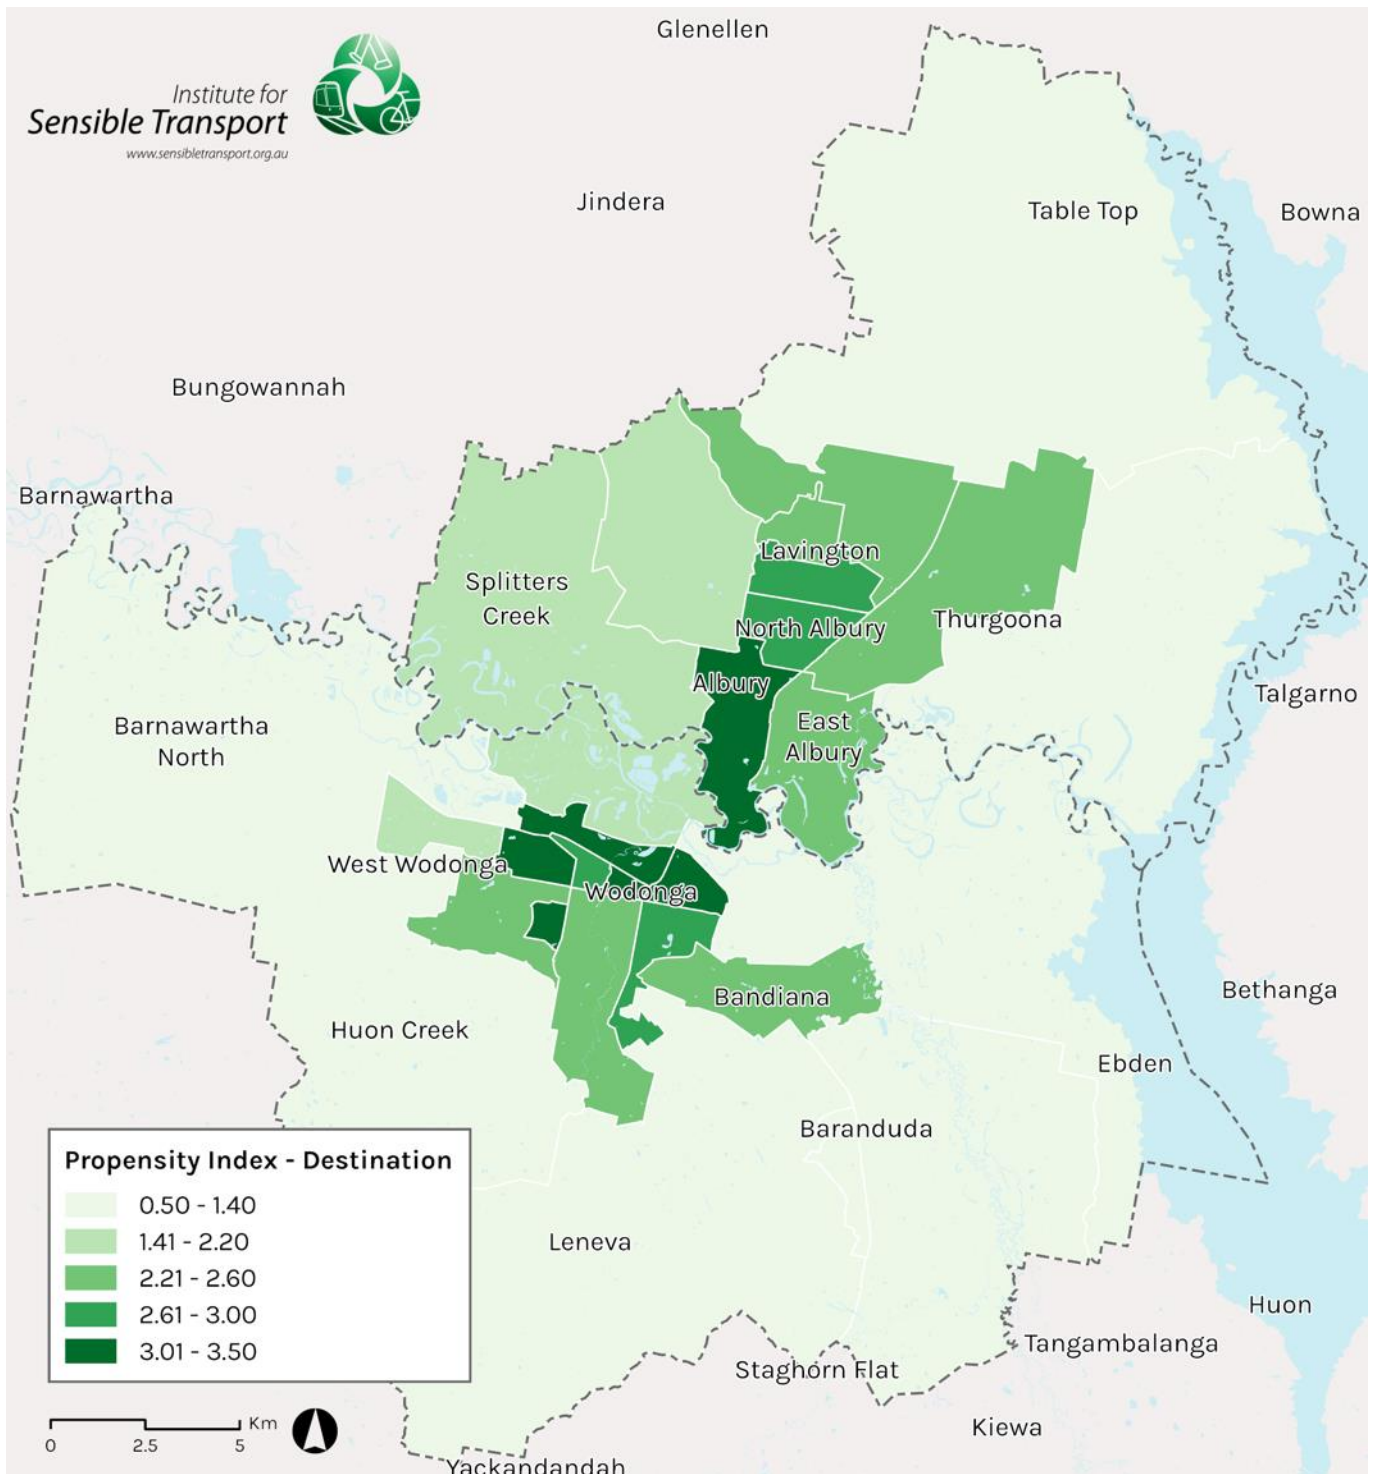 Glenellen
Institute for
Sensible Transport
www.sensibletransport.org.au
Jindera
Table Top
Bowna
Bungowannah
Barnawartha
Lavington
Splitters
Creek
Thurgoona
North Albury
Albury
Talgarno
East
Albury
Barnawartha
North
West Wodonga
Wodonga
Bandiana
Bethanga
Huon Creek
Ebden
Baranduda
Propensity Index - Destination
0.50 - 1.40
1.41 - 2.20
2.21 - 2.60
2.61 - 3.00
3.01 - 3.50
Leneva
Huon
Tangambalanga
Staghorn Flat
Kiewa
Km
0 2.5 5
Yackandandah